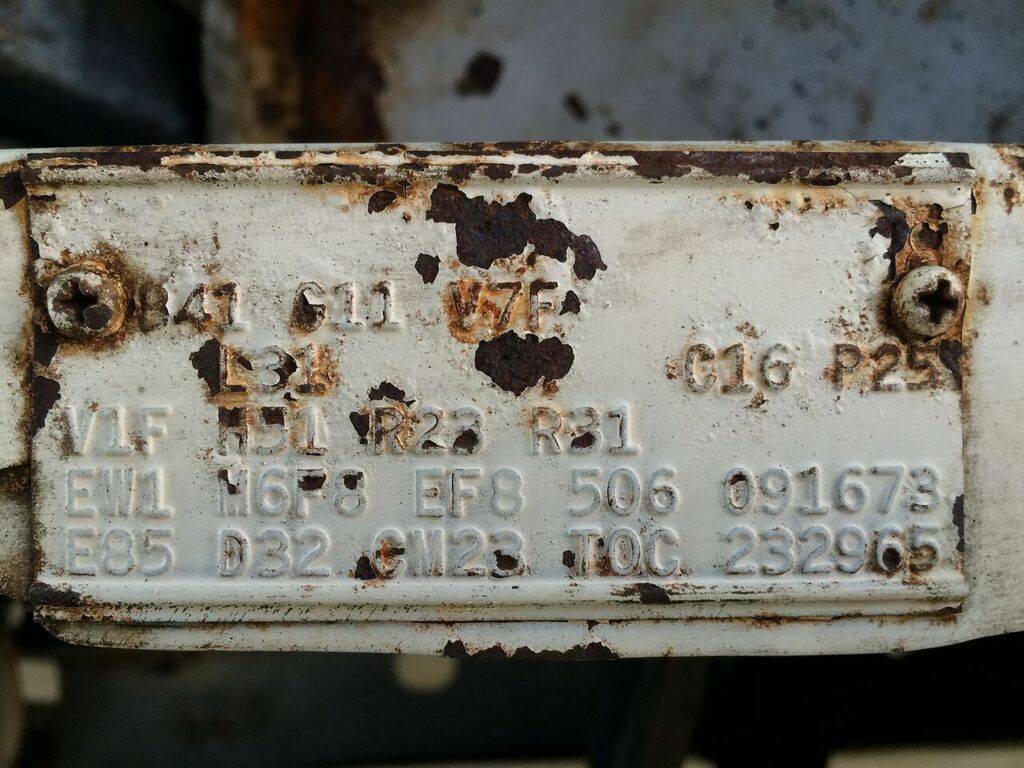 B41 G11 V7F
L31 C16 P25
V1F H51 R23 R31
EW1 M6F8 EF8 506 091673
E85 D32 CM23 TOC 232965